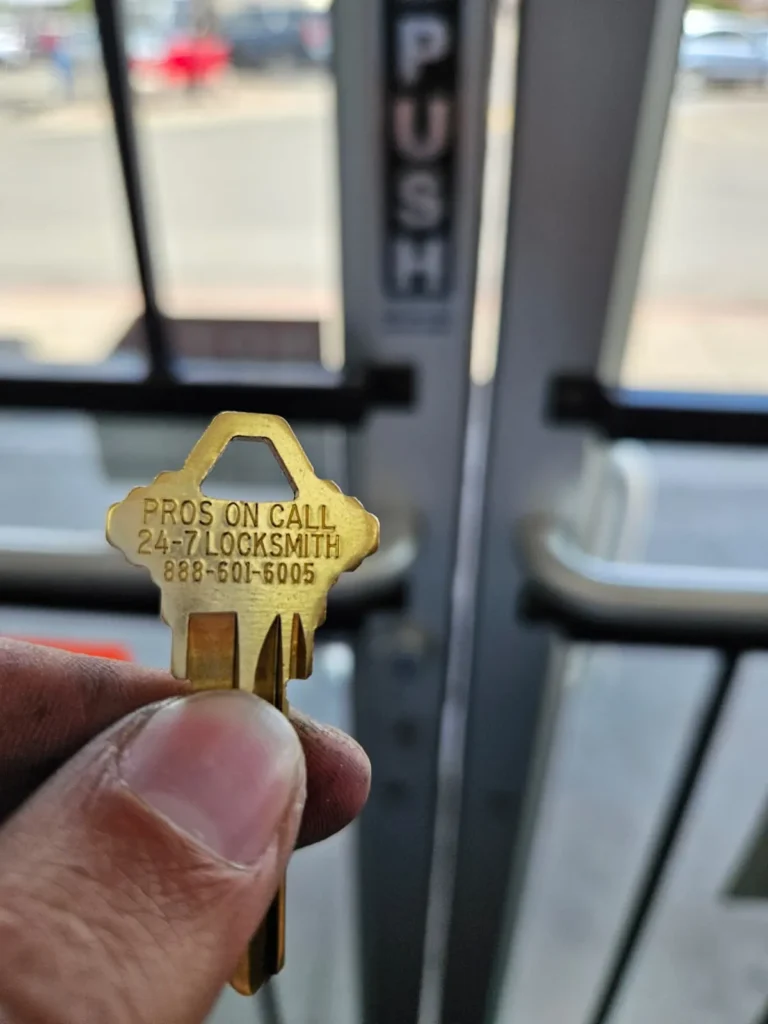 PUSH
PROS ON CALL
24-7 LOCKSMITH
888-601-6005